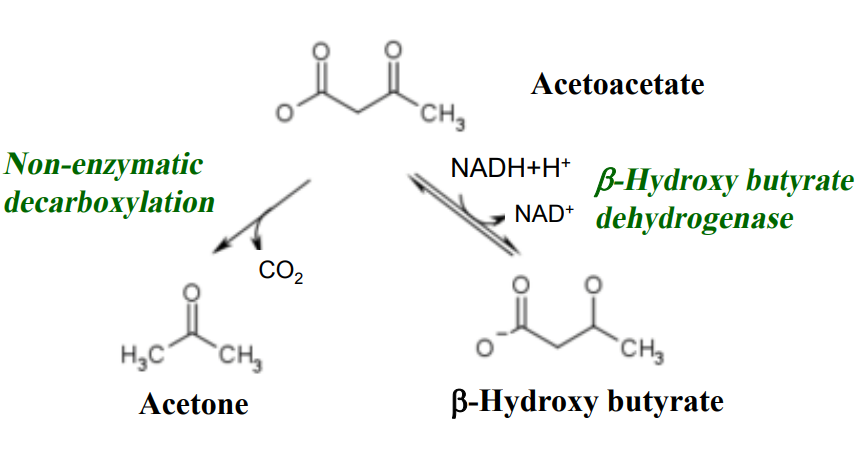 O O
Acetoacetate
O CH₃
Non-enzymatic
decarboxylation
NADH+H⁺
NAD⁺
β-Hydroxy butyrate
dehydrogenase
CO₂
O
H₃C CH₃
Acetone
O O
O⁻ CH₃
β-Hydroxy butyrate